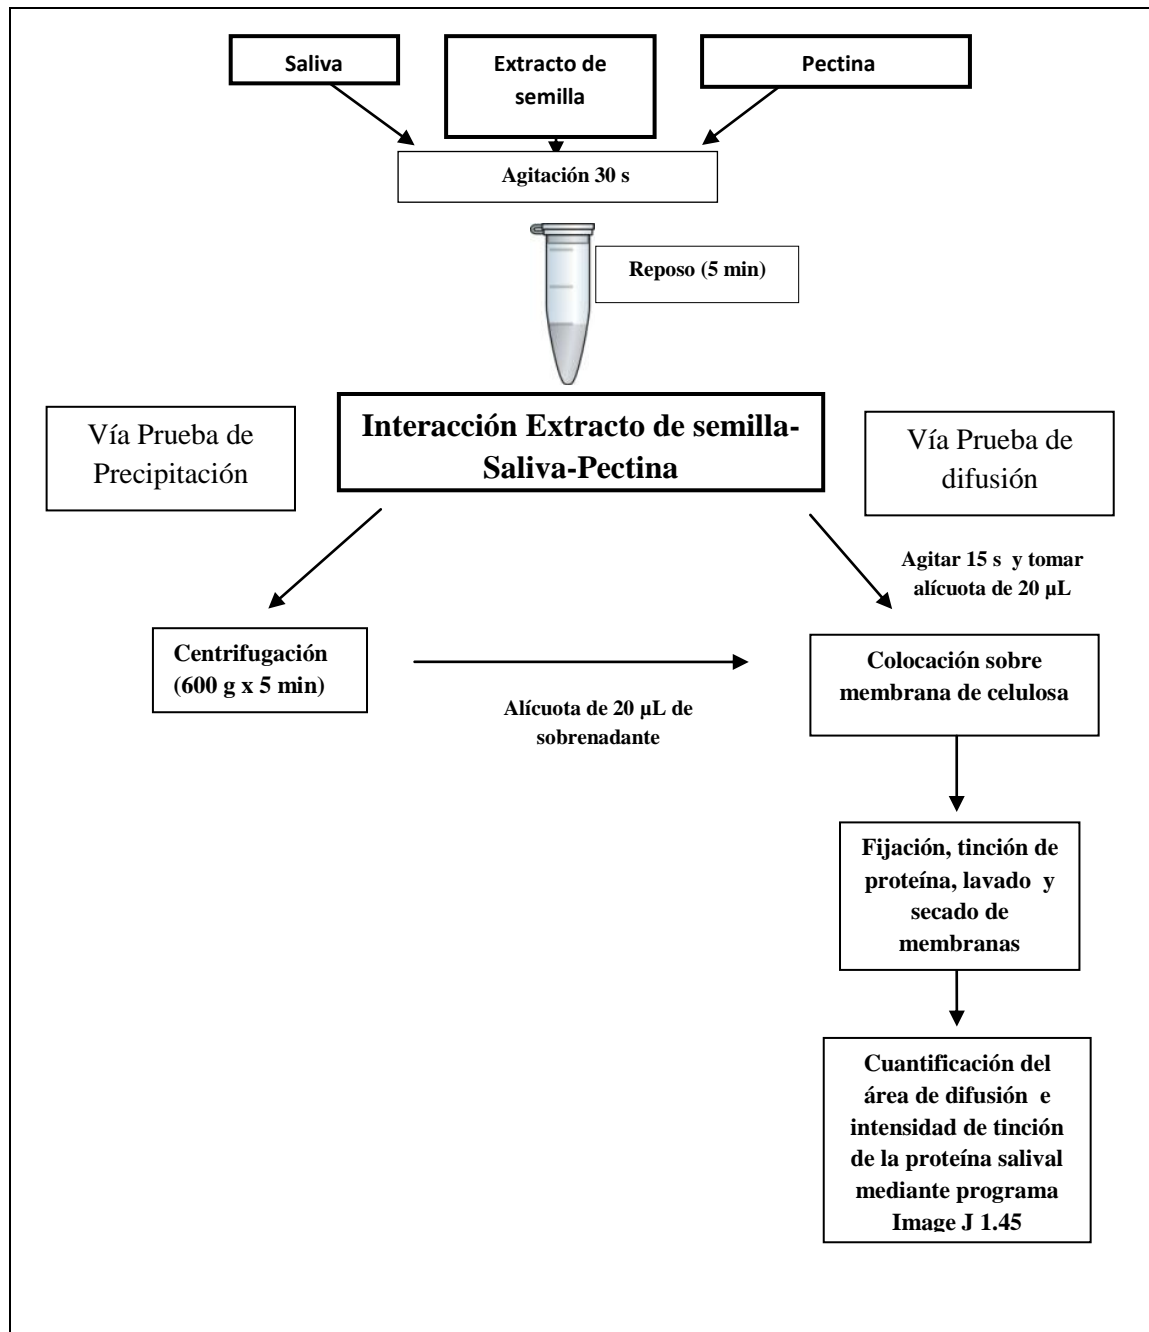 Saliva
Extracto de
semilla
Pectina
Agitación 30 s
Reposo (5 min)
Interacción Extracto de semilla-
Saliva-Pectina
Vía Prueba de
Precipitación
Vía Prueba de
difusión
Agitar 15 s y tomar
alícuota de 20 µL
Centrifugación
(600 g x 5 min)
Alícuota de 20 µL de
sobrenadante
Colocación sobre
membrana de celulosa
Fijación, tinción de
proteína, lavado y
secado de
membranas
Cuantificación del
área de difusión e
intensidad de tinción
de la proteína salival
mediante programa
Image J 1.45